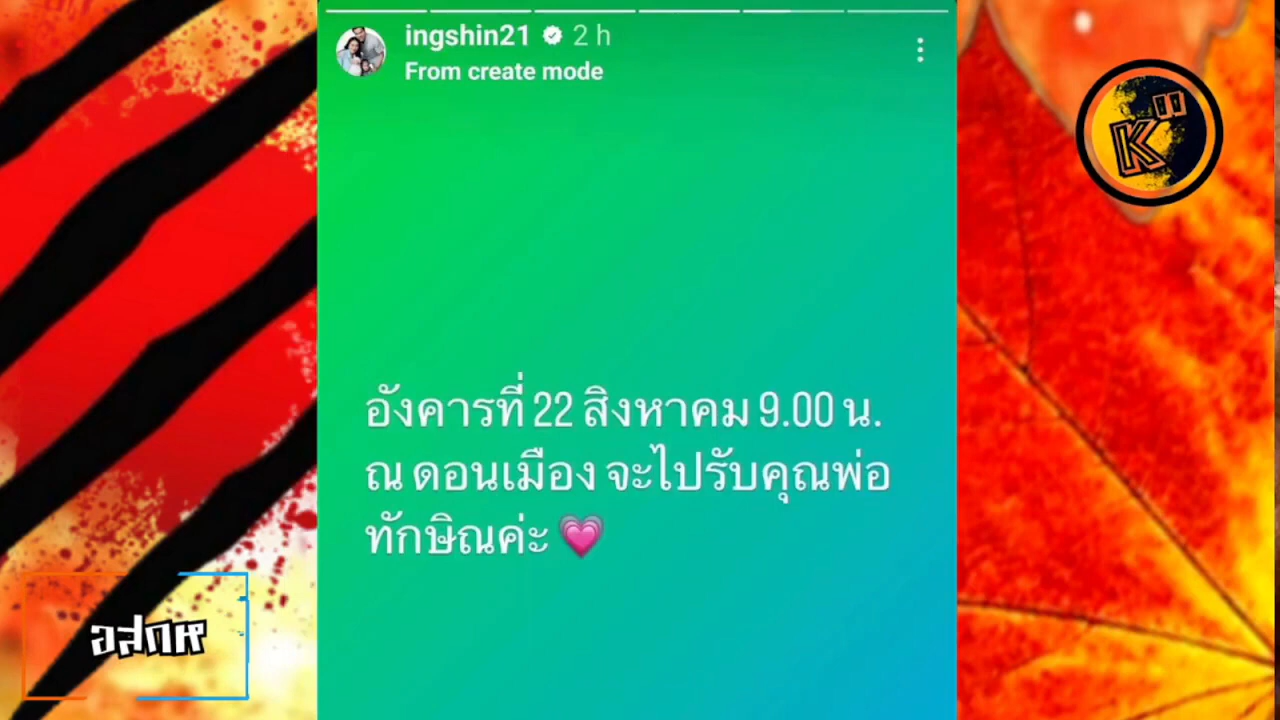 ingshin21 2 h
From create mode
K"
อังคารที่ 22 สิงหาคม 9.00 น.
ณ ดอนเมือง จะไปรับคุณพ่อ
ทักษิณค่ะ 💗
อสกห